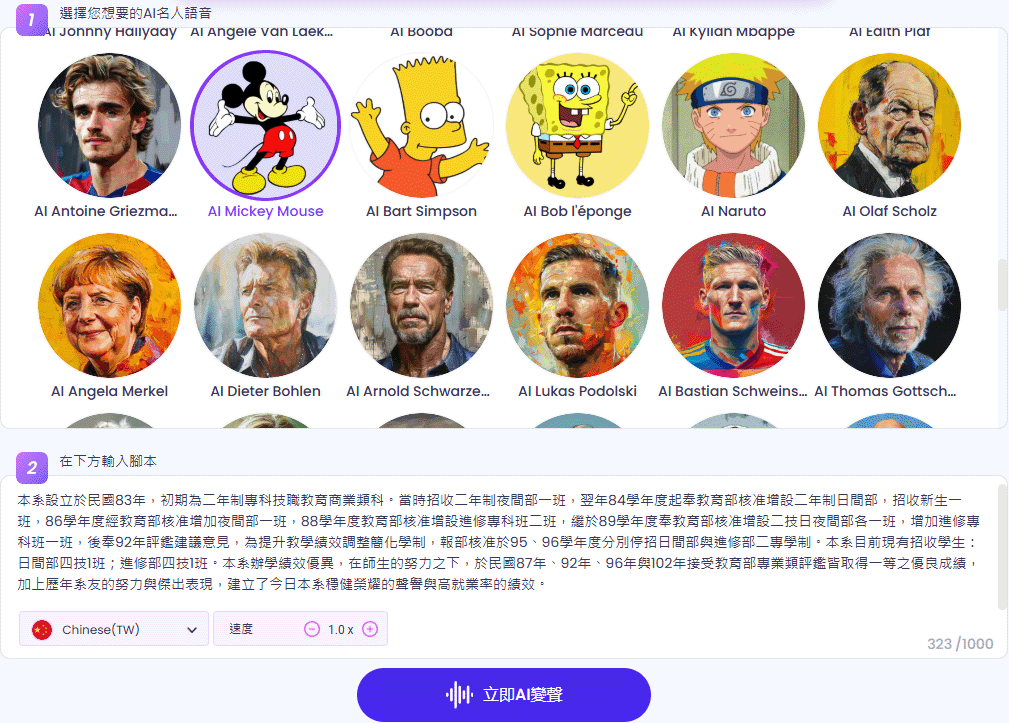 1
選擇您想要的AI名人語音
AI Johnny Hallyday AI Angèle Van Laek... AI Booba AI Sophie Marceau AI Kylian Mbappé AI Edith Piaf
AI Antoine Griezma... AI Mickey Mouse AI Bart Simpson AI Bob l'éponge AI Naruto AI Olaf Scholz
AI Angela Merkel AI Dieter Bohlen AI Arnold Schwarze... AI Lukas Podolski AI Bastian Schweins... AI Thomas Gottsch...
2
在下方輸入腳本
本系設立於民國83年，初期為二年制專科技職教育商業類科。當時招收二年制夜間部一班，翌年84學年度起奉教育部核准增設二年制日間部，招收新生一
班，86學年度經教育部核准增加夜間部一班，88學年度教育部核准增設進修專科班二班，繼於89學年度奉教育部核准增設二技日夜間部各一班，增加進修專
科班一班，後奉92年評鑑建議意見，為提升教學績效調整簡化學制，報部核准於95、96學年度分別停招日間部與進修部二專學制。本系目前現有招收學生：
日間部四技1班；進修部四技1班。本系辦學績效優異，在師生的努力之下，於民國87年、92年、96年與102年接受教育部專業類評鑑皆取得一等之優良成績，
加上歷年系友的努力與傑出表現，建立了今日本系穩健榮耀的聲譽與高就業率的績效。
Chinese(TW) 速度 1.0 x
323 /1000
立即AI變聲